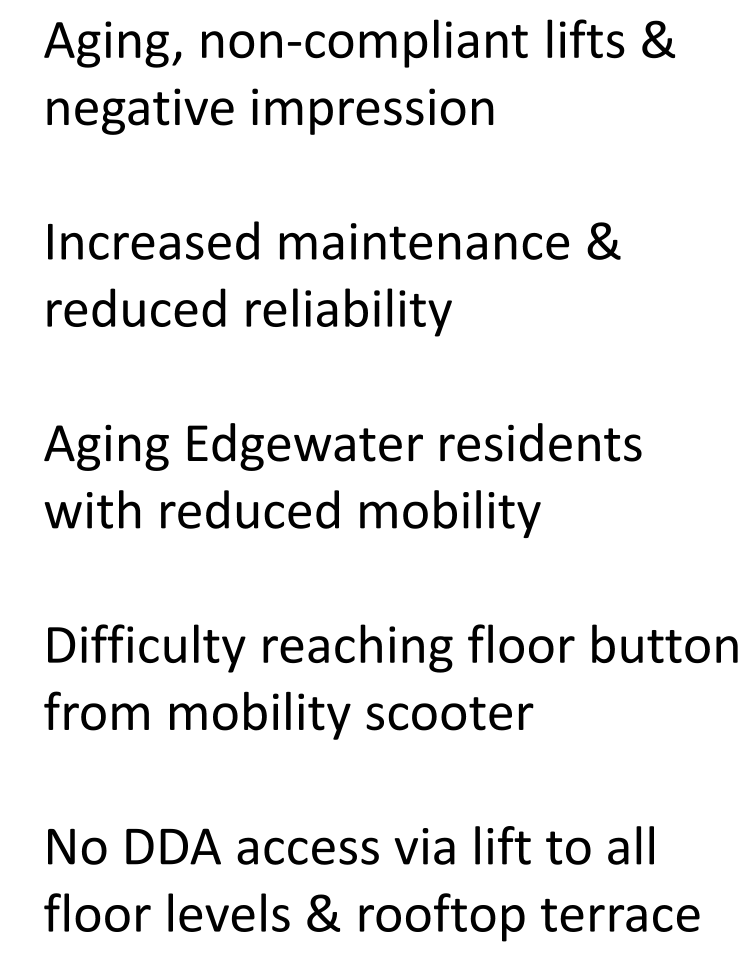 Aging, non-compliant lifts &
negative impression
Increased maintenance &
reduced reliability
Aging Edgewater residents
with reduced mobility
Difficulty reaching floor button
from mobility scooter
No DDA access via lift to all
floor levels & rooftop terrace